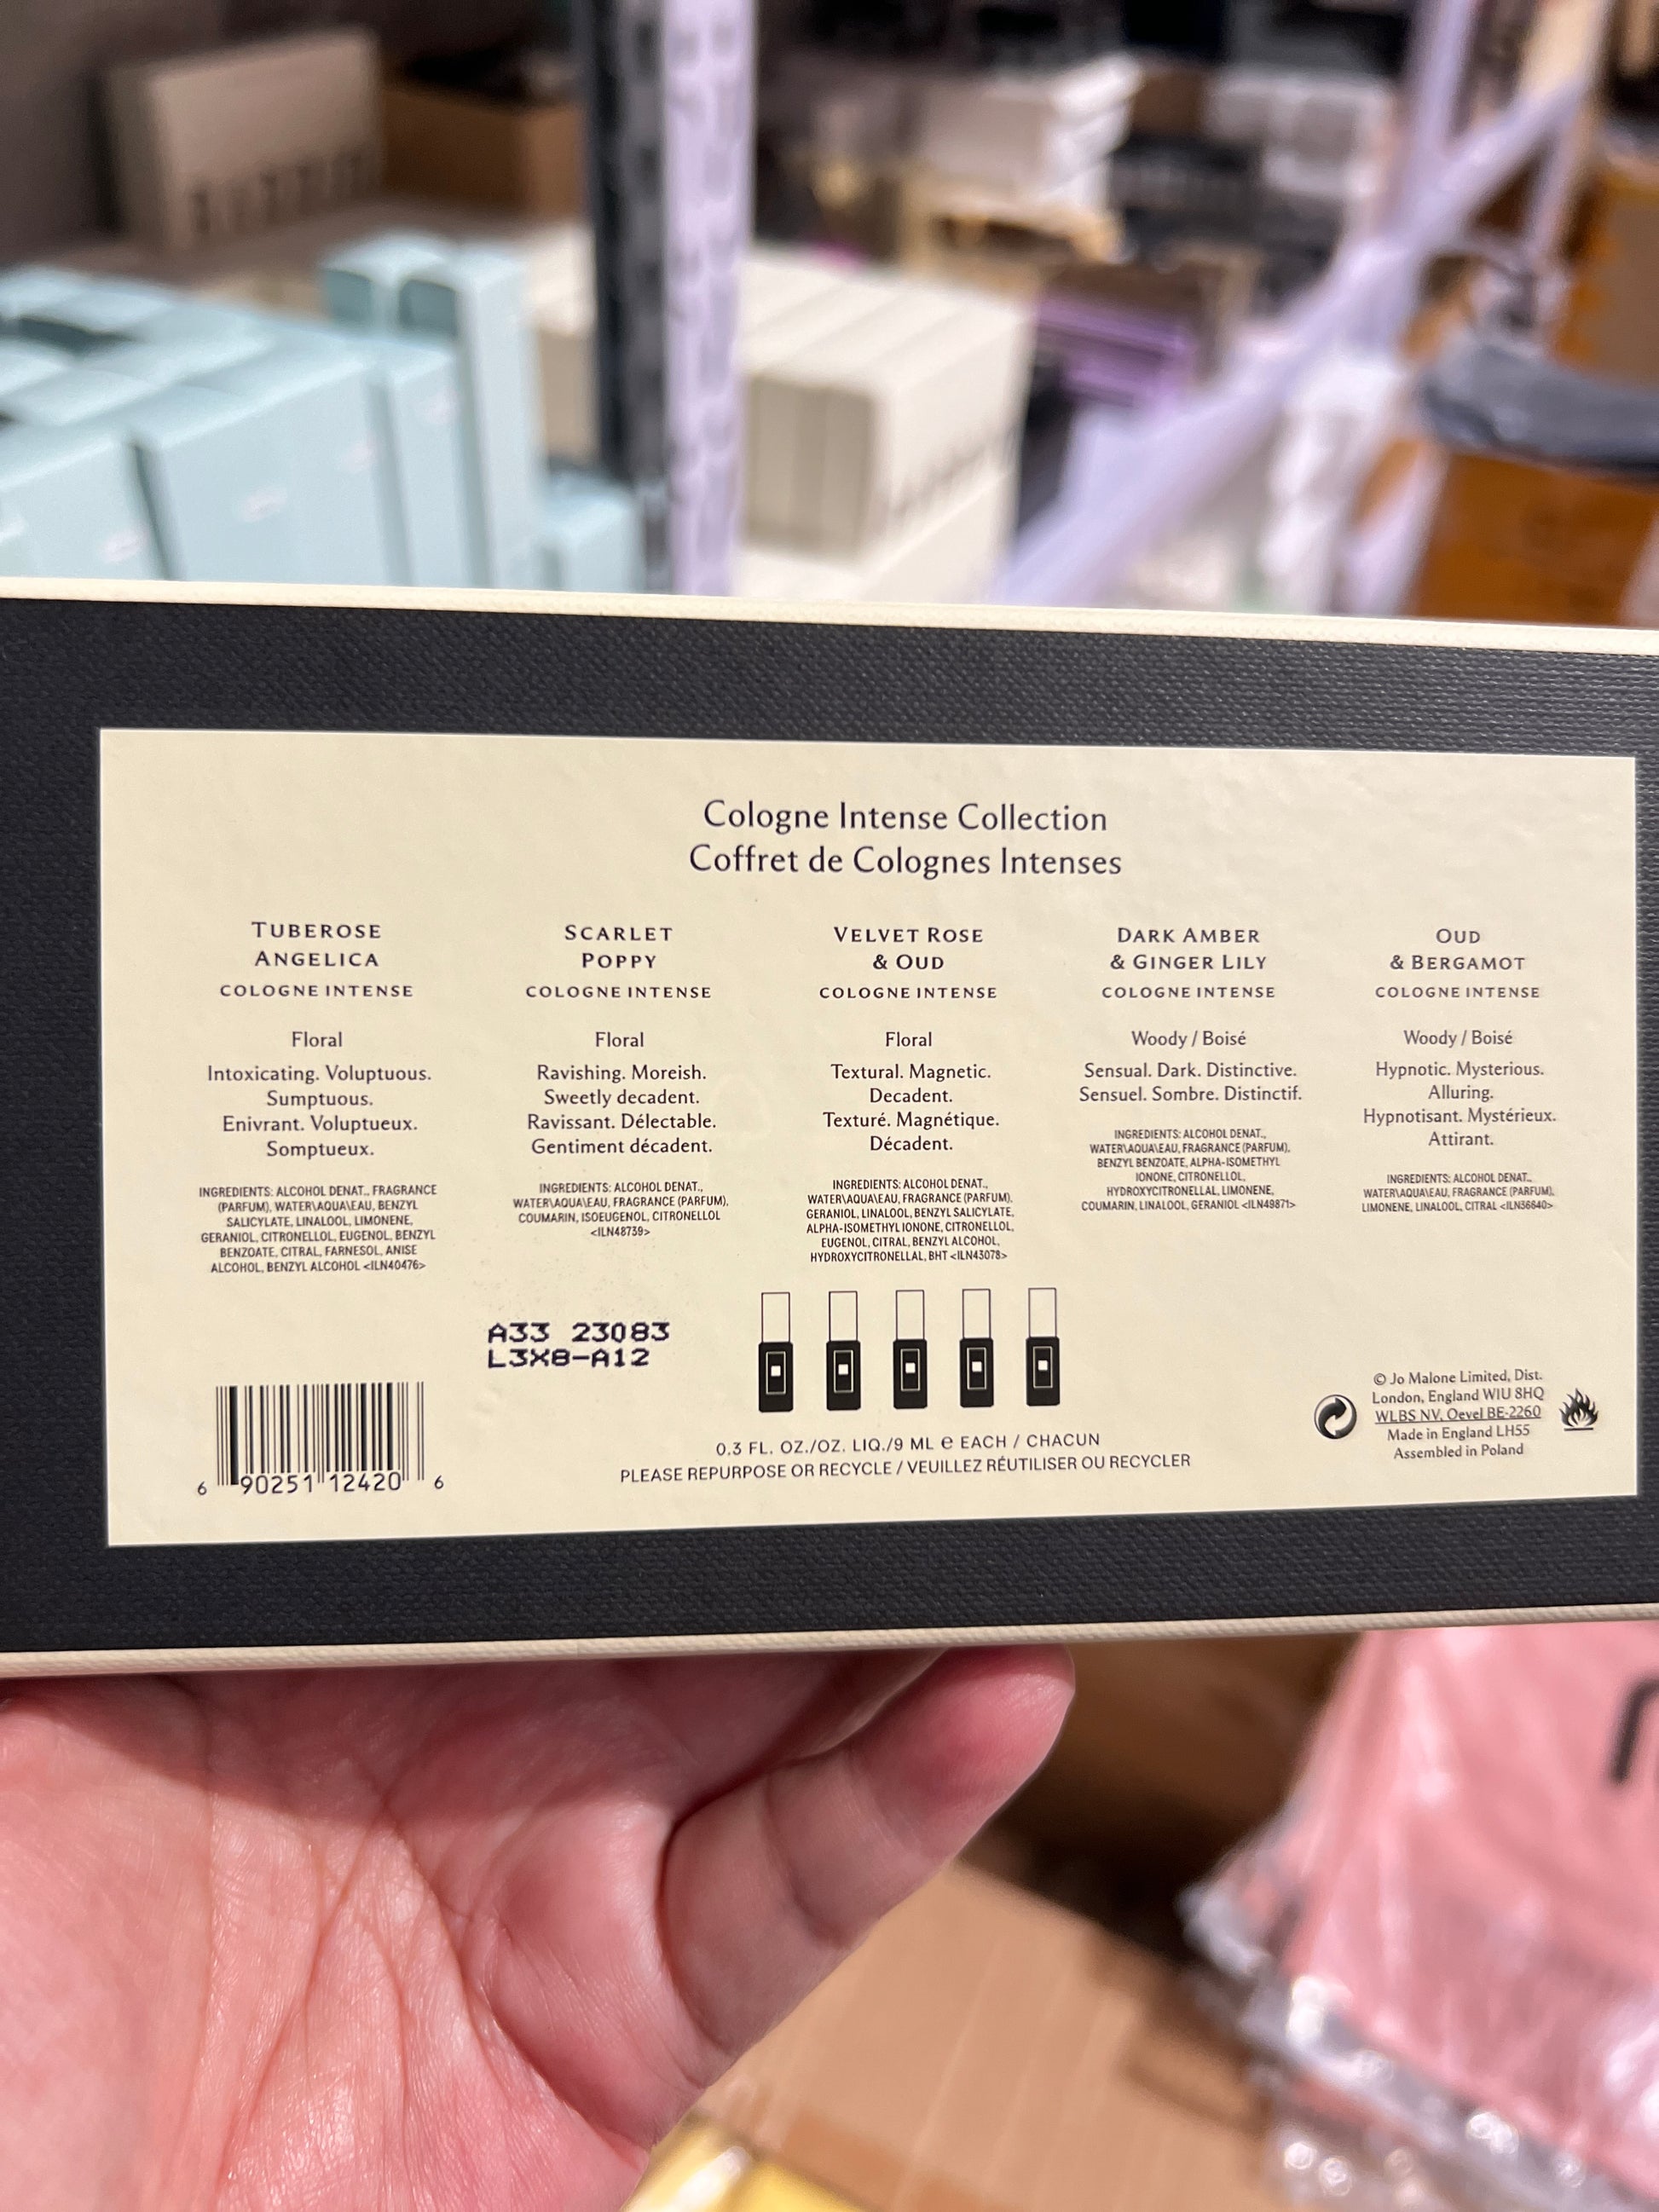 Cologne Intense Collection
Coffret de Colognes Intenses
TUBEROSE
ANGELICA
COLOGNE INTENSE
Floral
Intoxicating. Voluptuous.
Sumptuous.
Enivrant. Voluptueux.
Somptueux.
INGREDIENTS: ALCOHOL DENAT., FRAGRANCE
(PARFUM), WATER\AQUA\EAU, BENZYL
SALICYLATE, LINALOOL, LIMONENE,
GERANIOL, CITRONELLOL, EUGENOL, BENZYL
BENZOATE, CITRAL, FARNESOL, ANISE
ALCOHOL, BENZYL ALCOHOL <ILN40476>
SCARLET
POPPY
COLOGNE INTENSE
Floral
Ravishing. Moreish.
Sweetly decadent.
Ravissant. Délectable.
Gentiment décadent.
INGREDIENTS: ALCOHOL DENAT.,
WATER\AQUA\EAU, FRAGRANCE (PARFUM),
COUMARIN, ISOEUGENOL, CITRONELLOL
<ILN48739>
VELVET ROSE
& OUD
COLOGNE INTENSE
Floral
Textural. Magnetic.
Decadent.
Texturé. Magnétique.
Décadent.
INGREDIENTS: ALCOHOL DENAT.,
WATER\AQUA\EAU, FRAGRANCE (PARFUM),
GERANIOL, LINALOOL, BENZYL SALICYLATE,
ALPHA-ISOMETHYL IONONE, CITRONELLOL,
EUGENOL, CITRAL, BENZYL ALCOHOL,
HYDROXYCITRONELLAL, BHT <ILN43078>
DARK AMBER
& GINGER LILY
COLOGNE INTENSE
Woody / Boisé
Sensual. Dark. Distinctive.
Sensuel. Sombre. Distinctif.
INGREDIENTS: ALCOHOL DENAT.,
WATER\AQUA\EAU, FRAGRANCE (PARFUM),
BENZYL BENZOATE, ALPHA-ISOMETHYL
IONONE, CITRONELLOL,
HYDROXYCITRONELLAL, LIMONENE,
COUMARIN, LINALOOL, GERANIOL <ILN49871>
OUD
& BERGAMOT
COLOGNE INTENSE
Woody / Boisé
Hypnotic. Mysterious.
Alluring.
Hypnotisant. Mystérieux.
Attirant.
INGREDIENTS: ALCOHOL DENAT.,
WATER\AQUA\EAU, FRAGRANCE (PARFUM),
LIMONENE, LINALOOL, CITRAL <ILN36640>
A33 23083
L3X8-A12
6 90251 12420 6
0.3 FL. OZ./OZ. LIQ./9 ML e EACH / CHACUN
PLEASE REPURPOSE OR RECYCLE / VEUILLEZ RÉUTILISER OU RECYCLER
© Jo Malone Limited, Dist.
London, England W1U 8HQ
WLBS NV, Oevel BE-2260
Made in England LH55
Assembled in Poland